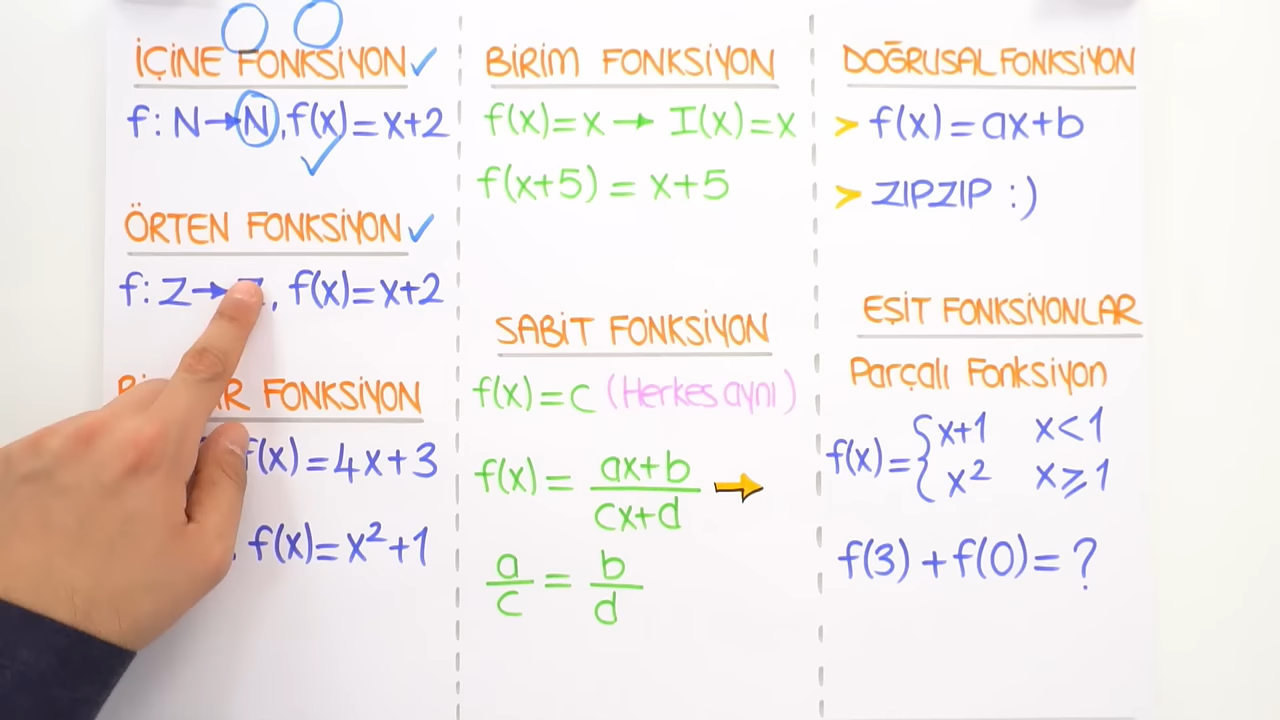 İÇİNE FONKSİYON ✓
f: N→N, f(x)=x+2
ÖRTEN FONKSİYON ✓
f: Z→ , f(x)=x+2
FONKSİYON
f(x)=4x+3
f(x)=x²+1
BİRİM FONKSİYON
f(x)=x → I(x)=x
f(x+5) = x+5
SABİT FONKSİYON
f(x)=c (Herkes aynı)
f(x)= ax+b / cx+d →
a/c = b/d
DOĞRUSAL FONKSİYON
> f(x)=ax+b
> ZIPZIP :)
EŞİT FONKSİYONLAR
Parçalı Fonksiyon
f(x)={ x+1 x<1
x² x⩾1
f(3)+f(0)=?